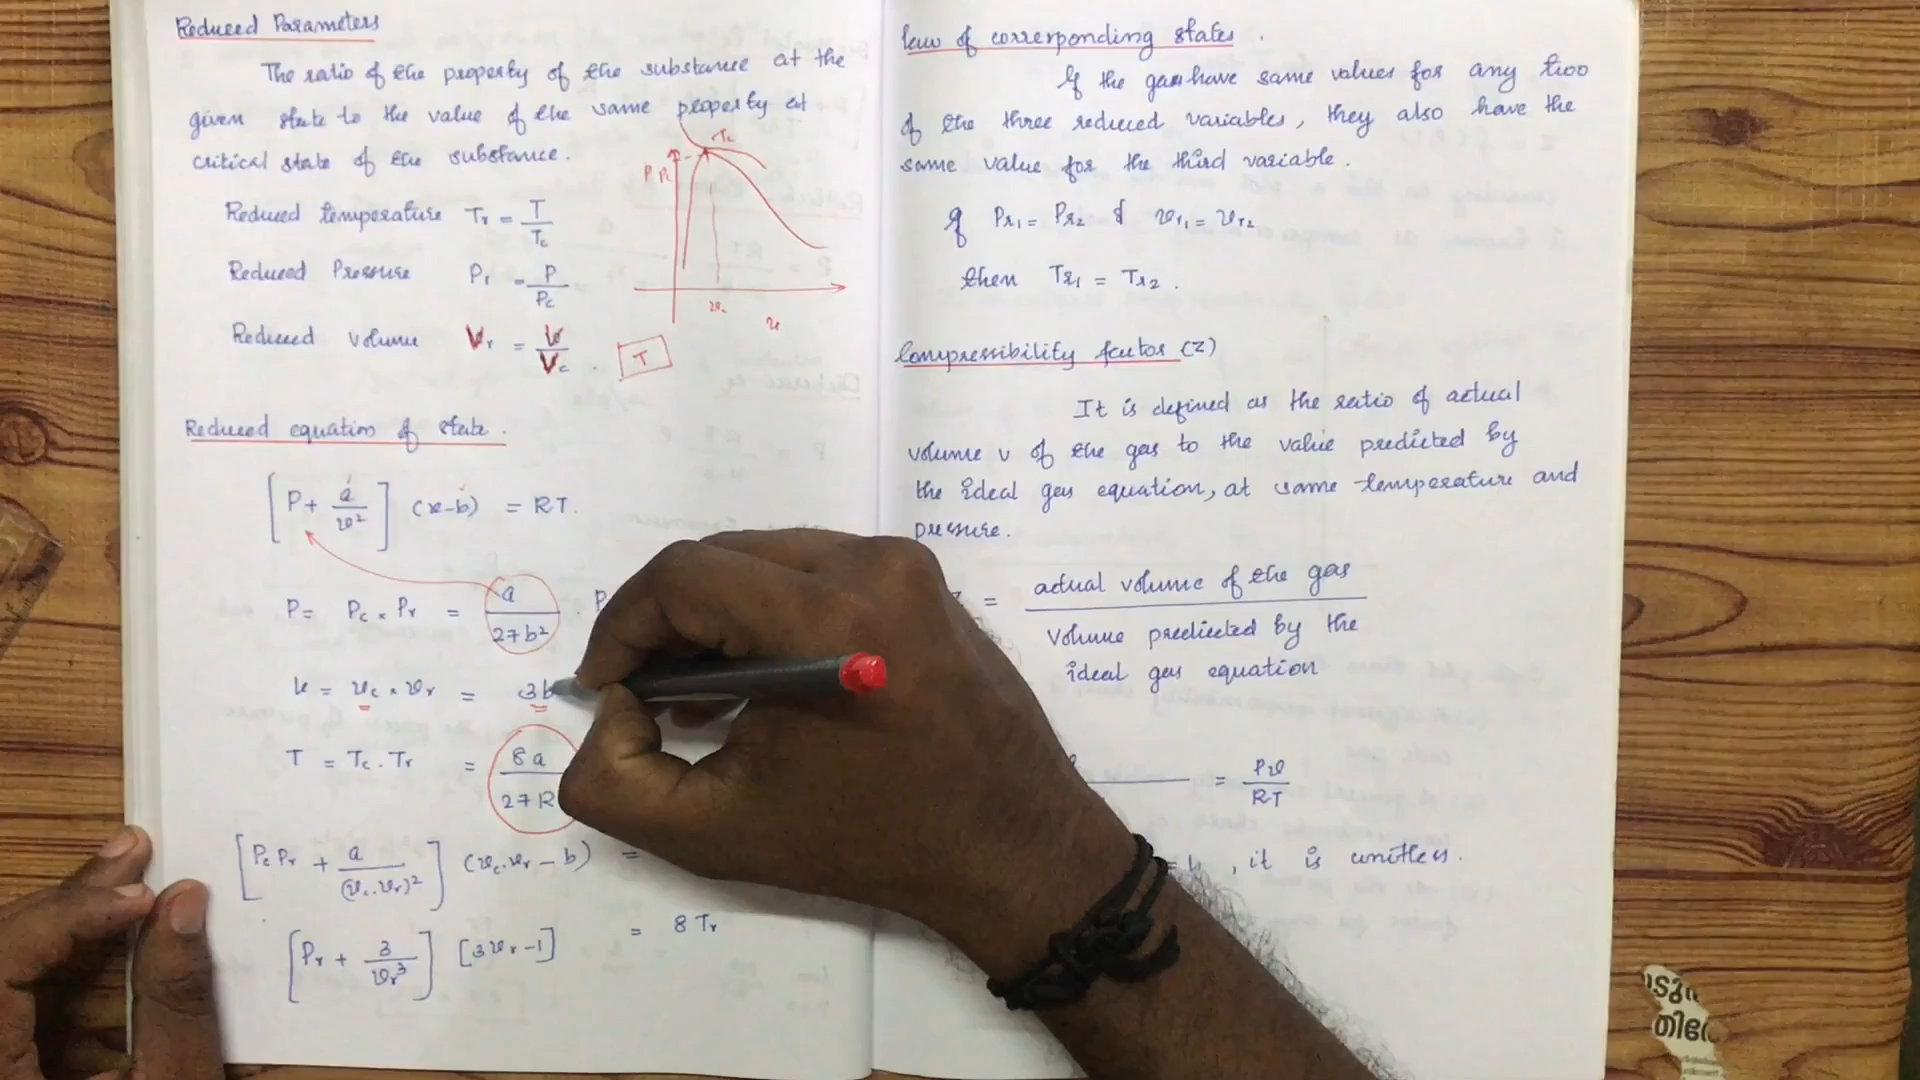 Reduced Parameters
The ratio of the property of the substance at the
given state to the value of the same property at
critical state of the substance.
Reduced temperature Tr = T/Tc
Reduced Pressure Pr = P/Pc
Reduced volume Vr = v/Vc .
P Pc Tc
vc
T
Reduced equation of state.
[P + a/v²] (v-b) = RT.
P = Pc × Pr = a/27b² . P
v = vc × vr = 3b
T = Tc . Tr = 8a/27R
[Pc Pr + a/(vc.vr)²] (vc.vr - b) =
[Pr + 3/vr³] [3vr - 1] = 8 Tr
law of corresponding states .
If the gas have same values for any two
of the three reduced variables, they also have the
same value for the third variable.
If Pr1 = Pr2 & vr1 = vr2
then Tr1 = Tr2 .
Compressibility factor (Z)
It is defined as the ratio of actual
volume v of the gas to the value predicted by
the ideal gas equation, at same temperature and
pressure.
= actual volume of the gas
Volume predicted by the
ideal gas equation
= Pv/RT
, it is unitless.